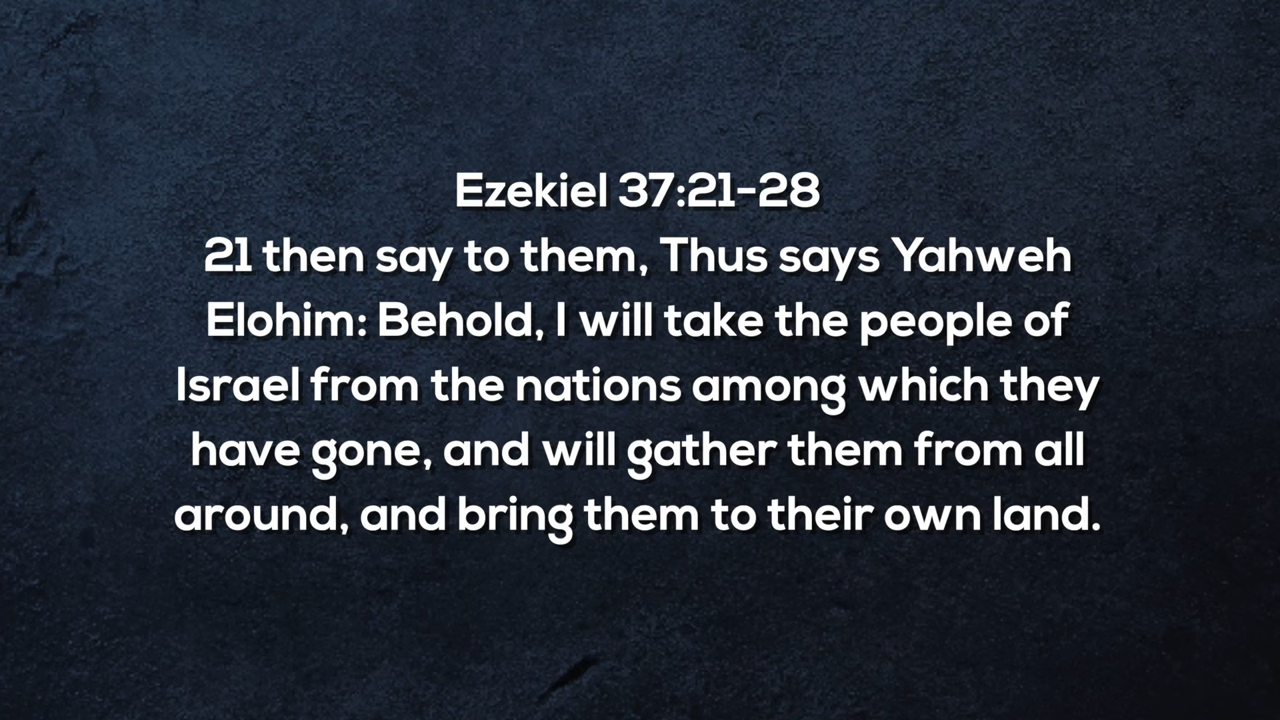 Ezekiel 37:21-28
21 then say to them, Thus says Yahweh
Elohim: Behold, I will take the people of
Israel from the nations among which they
have gone, and will gather them from all
around, and bring them to their own land.